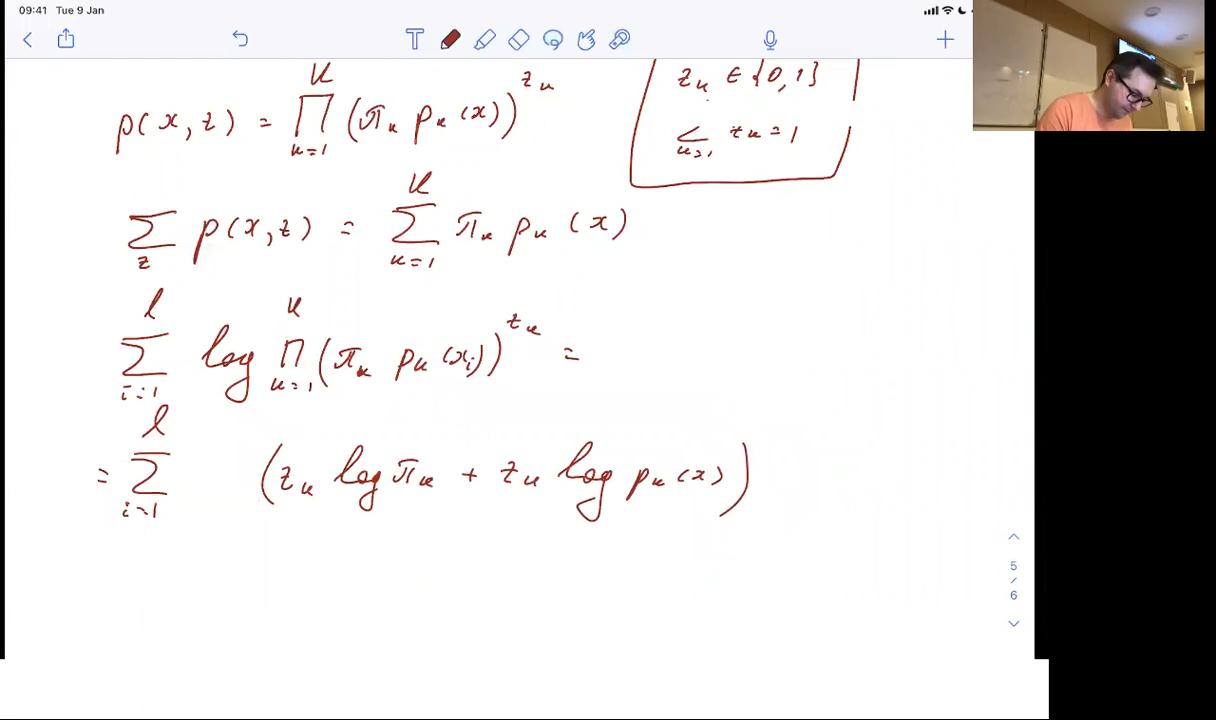 09:41 Tue 9 Jan
p(x, z) = ∏_{k=1}^{K} (π_k p_k(x))^{z_k}
z_k ∈ {0, 1}
∑_{k=1} z_k = 1
∑_z p(x, z) = ∑_{k=1}^{K} π_k p_k(x)
∑_{i=1}^{l} log ∏_{k=1}^{K} (π_k p_k(x_i))^{z_k} =
= ∑_{i=1}^{l} (z_k log π_k + z_k log p_k(x))
5
/
6